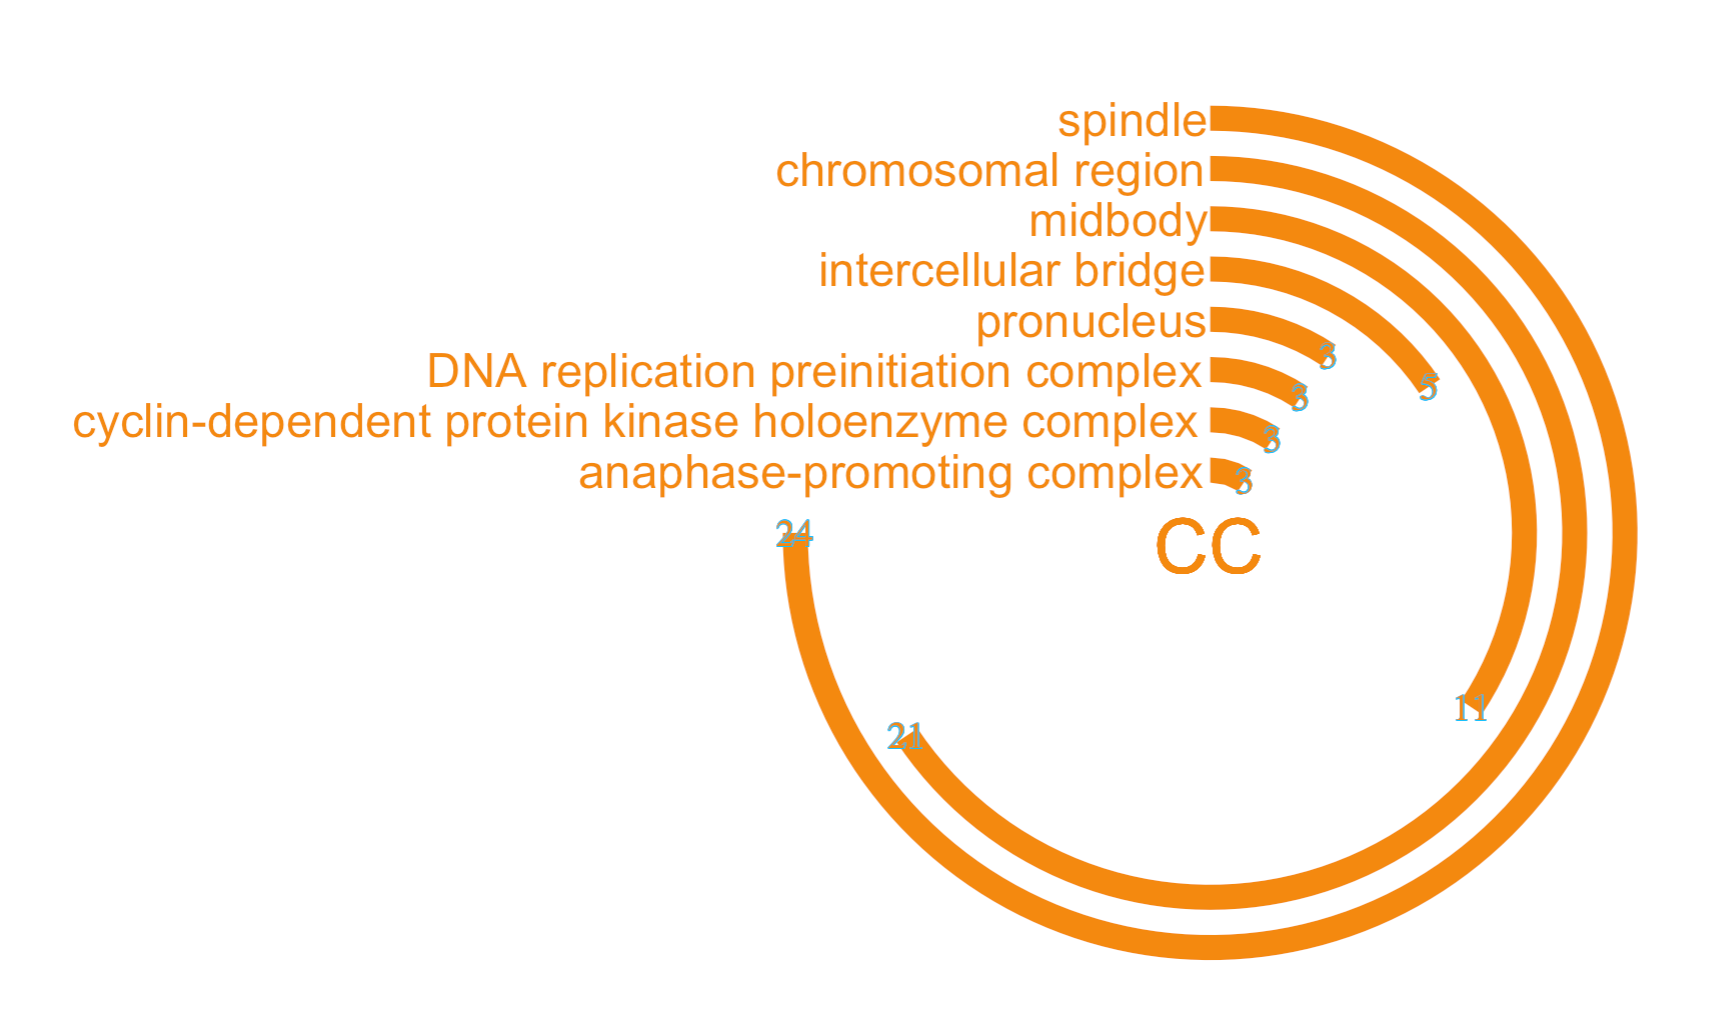 spindle
chromosomal region
midbody
intercellular bridge
pronucleus
3
DNA replication preinitiation complex
3
5
cyclin-dependent protein kinase holoenzyme complex
3
anaphase-promoting complex
3
24
CC
11
21